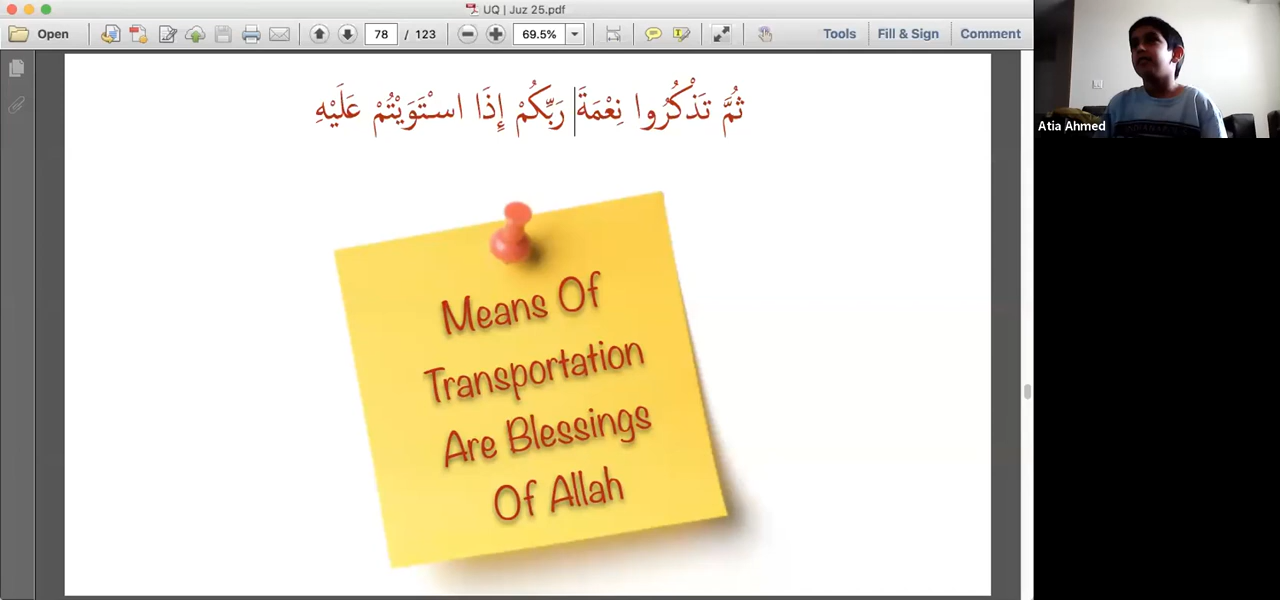 UQ | Juz 25.pdf
Open
78 / 123
69.5%
Tools
Fill & Sign
Comment
ثُمَّ تَذْكُرُوا نِعْمَةَ رَبِّكُمْ إِذَا اسْتَوَيْتُمْ عَلَيْهِ
Means Of
Transportation
Are Blessings
Of Allah
Atia Ahmed